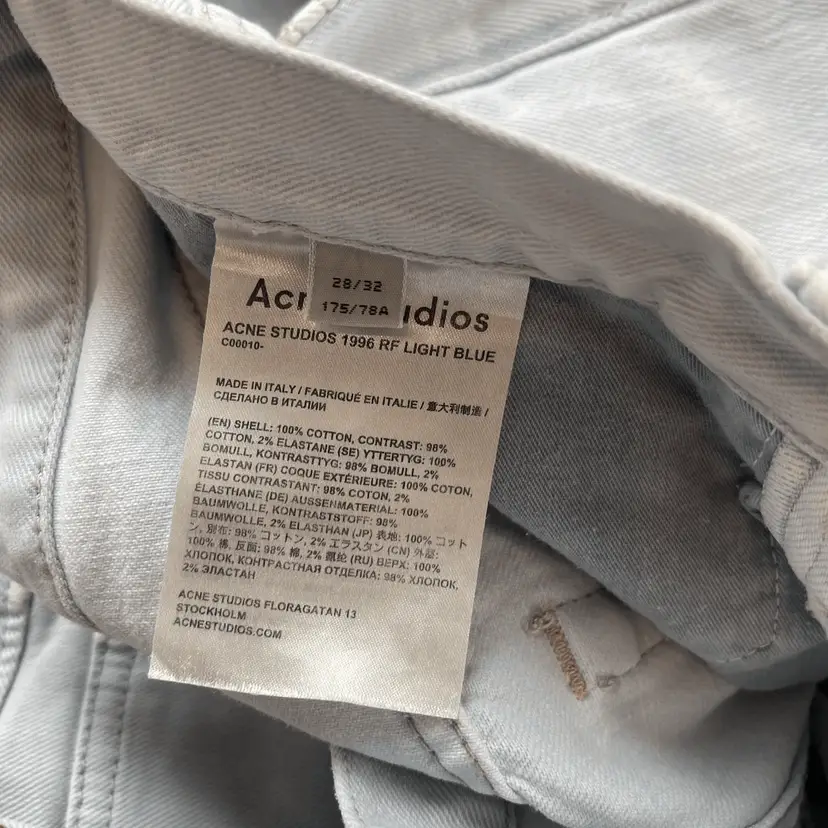 28/32
175/78A
Acn udios
ACNE STUDIOS 1996 RF LIGHT BLUE
C00010-
MADE IN ITALY / FABRIQUÉ EN ITALIE / 意大利制造 /
СДЕЛАНО В ИТАЛИИ
(EN) SHELL: 100% COTTON, CONTRAST: 98%
COTTON, 2% ELASTANE (SE) YTTERTYG: 100%
BOMULL, KONTRASTTYG: 98% BOMULL, 2%
ELASTAN (FR) COQUE EXTÉRIEURE: 100% COTON,
TISSU CONTRASTANT: 98% COTON, 2%
ÉLASTHANE (DE) AUSSENMATERIAL: 100%
BAUMWOLLE, KONTRASTSTOFF: 98%
BAUMWOLLE, 2% ELASTHAN (JP) 表地: 100% コット
ン, 別布: 98% コットン, 2% エラスタン (CN) 外层:
100% 棉, 反面: 98% 棉, 2% 氨纶 (RU) ВЕРХ: 100%
ХЛОПОК, КОНТРАСТНАЯ ОТДЕЛКА: 98% ХЛОПОК,
2% ЭЛАСТАН
ACNE STUDIOS FLORAGATAN 13
STOCKHOLM
ACNESTUDIOS.COM